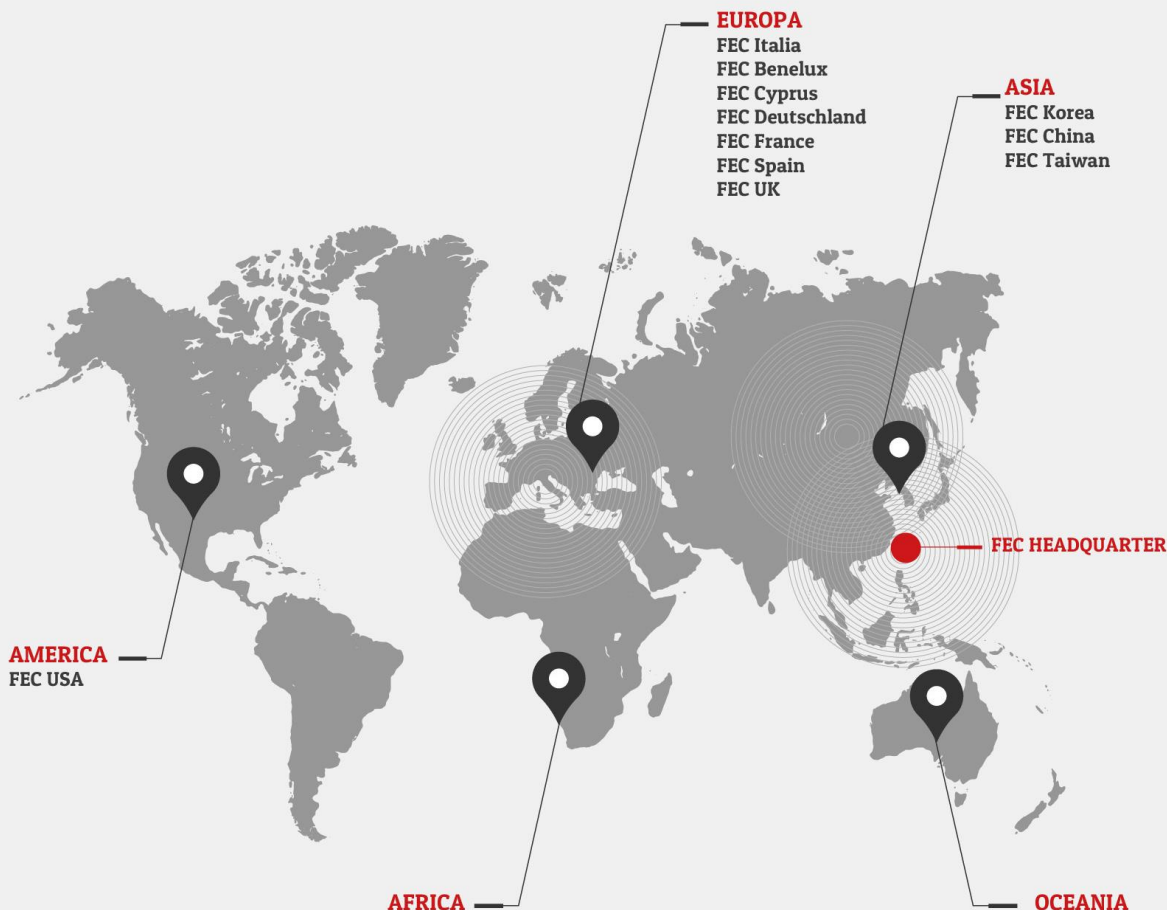 EUROPA
FEC Italia
FEC Benelux
FEC Cyprus
FEC Deutschland
FEC France
FEC Spain
FEC UK
ASIA
FEC Korea
FEC China
FEC Taiwan
FEC HEADQUARTER
AMERICA
FEC USA
AFRICA
OCEANIA